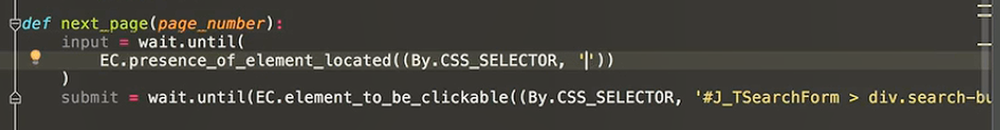 def next_page(page_number):
input = wait.until(
EC.presence_of_element_located((By.CSS_SELECTOR, ''))
)
submit = wait.until(EC.element_to_be_clickable((By.CSS_SELECTOR, '#J_TSearchForm > div.search-bu